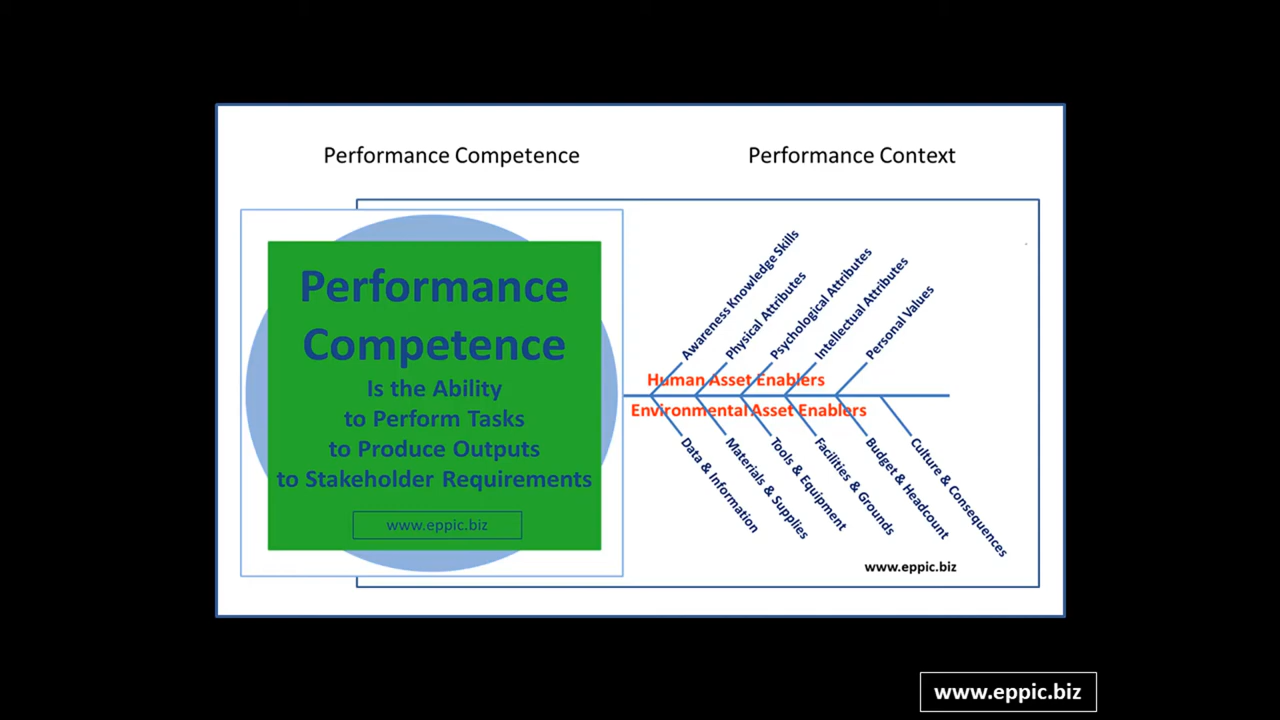 Performance Competence
Performance Context
Performance
Competence
Is the Ability
to Perform Tasks
to Produce Outputs
to Stakeholder Requirements
www.eppic.biz
Awareness Knowledge Skills
Physical Attributes
Psychological Attributes
Intellectual Attributes
Personal Values
Human Asset Enablers
Environmental Asset Enablers
Data & Information
Materials & Supplies
Tools & Equipment
Facilities & Grounds
Budget & Headcount
Culture & Consequences
www.eppic.biz
www.eppic.biz